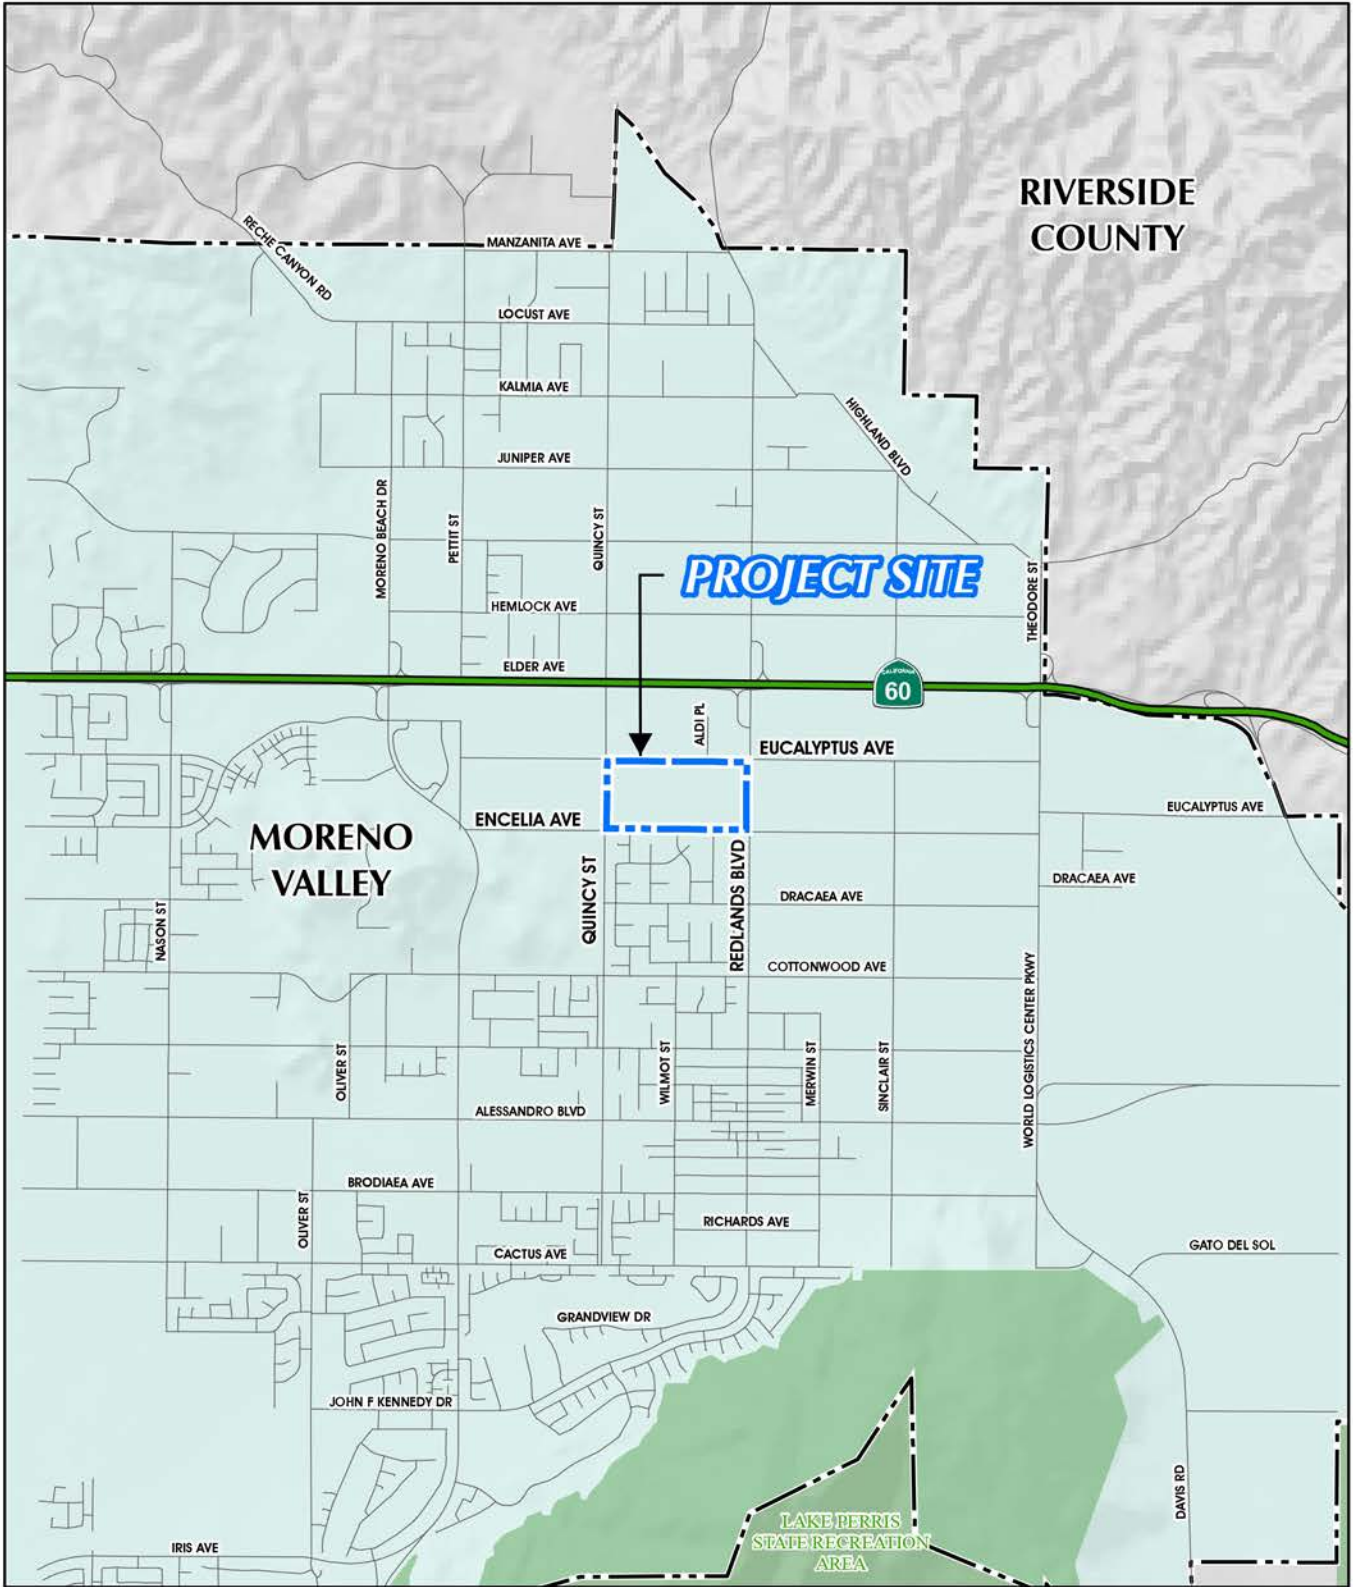 RIVERSIDE
COUNTY
RECHE CANYON RD
MANZANITA AVE
LOCUST AVE
KALMIA AVE
HIGHLAND BLVD
JUNIPER AVE
MORENO BEACH DR
PETTIT ST
QUINCY ST
PROJECT SITE
THEODORE ST
HEMLOCK AVE
ELDER AVE
CALIFORNIA
60
ALDI PL
EUCALYPTUS AVE
EUCALYPTUS AVE
ENCELIA AVE
MORENO
VALLEY
QUINCY ST
REDLANDS BLVD
DRACAEA AVE
DRACAEA AVE
NASON ST
COTTONWOOD AVE
WORLD LOGISTICS CENTER PKWY
OLIVER ST
WILMOT ST
MERWIN ST
SINCLAIR ST
ALESSANDRO BLVD
BRODIAEA AVE
OLIVER ST
RICHARDS AVE
CACTUS AVE
GATO DEL SOL
GRANDVIEW DR
JOHN F KENNEDY DR
DAVIS RD
LAKE PERRIS
STATE RECREATION
AREA
IRIS AVE